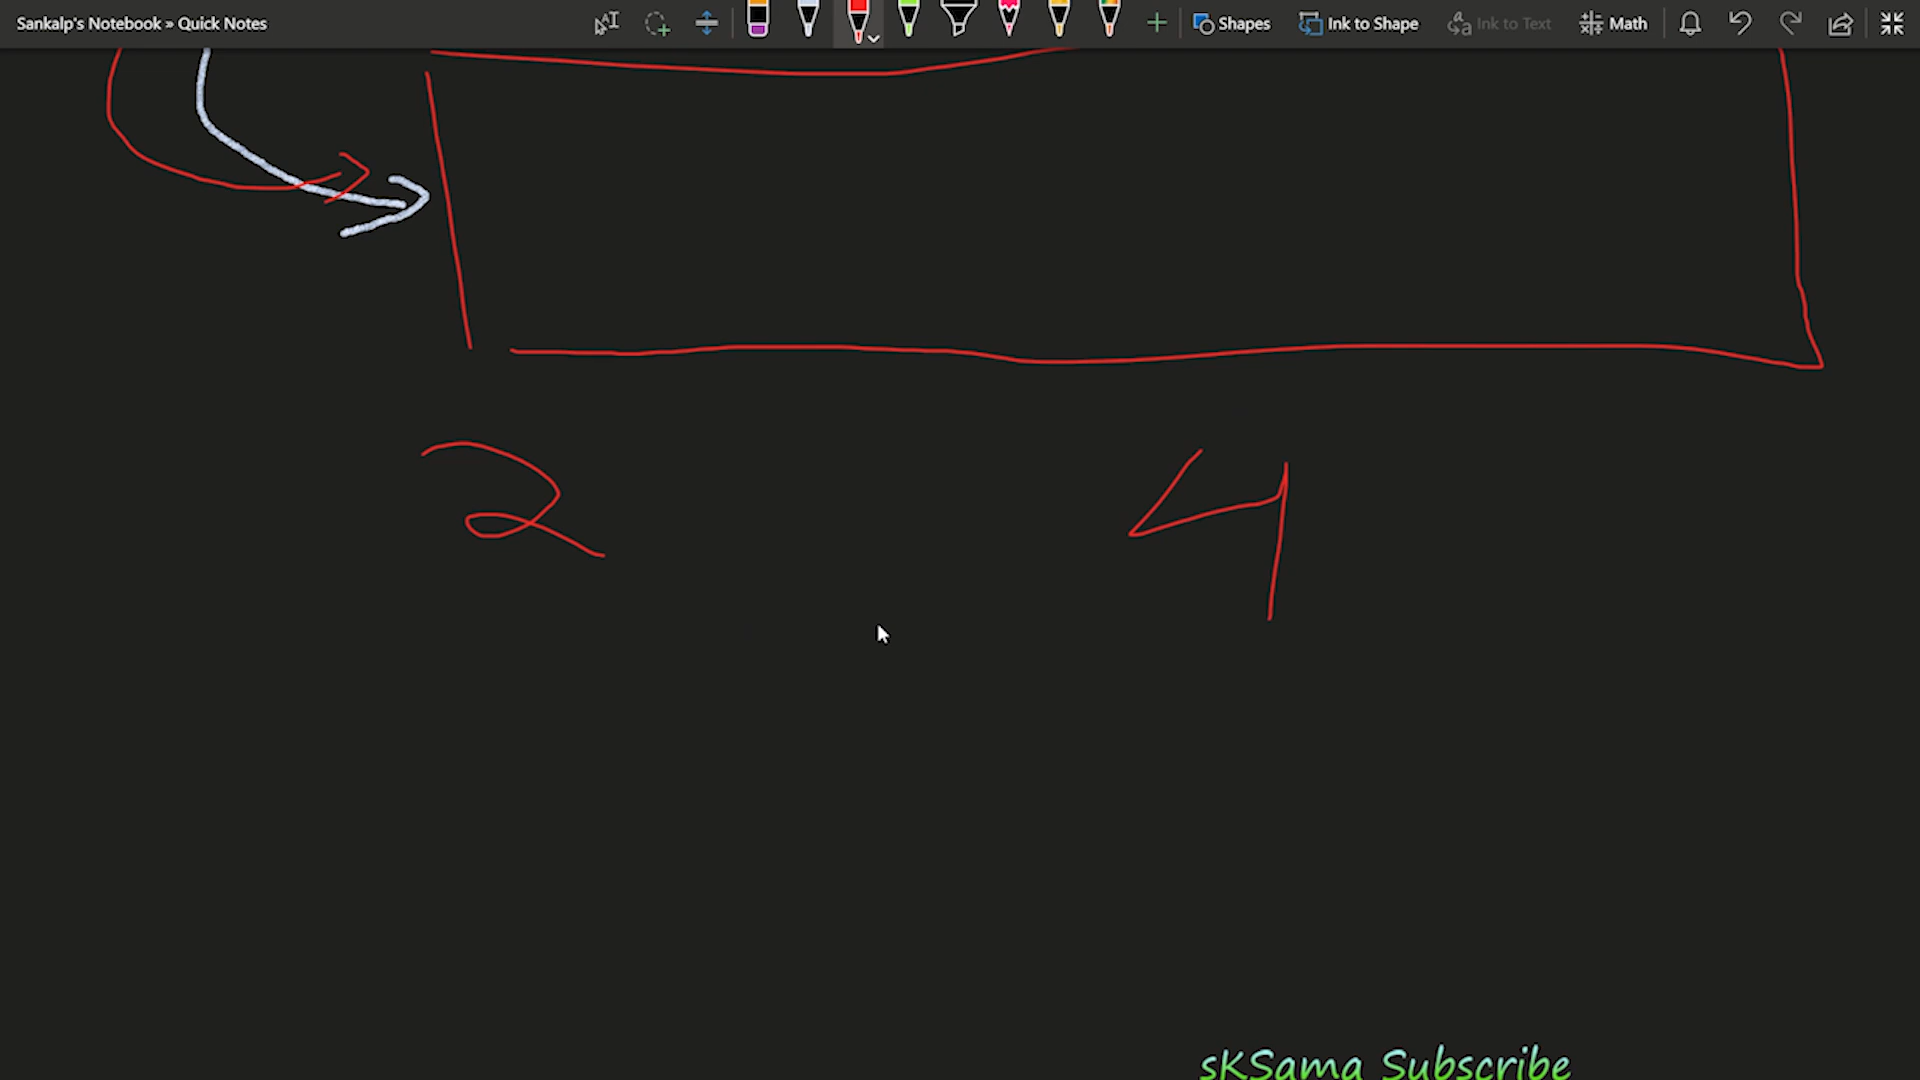 Sankalp's Notebook » Quick Notes
Shapes
Ink to Shape
Ink to Text
Math
2 4
sKSama Subscribe